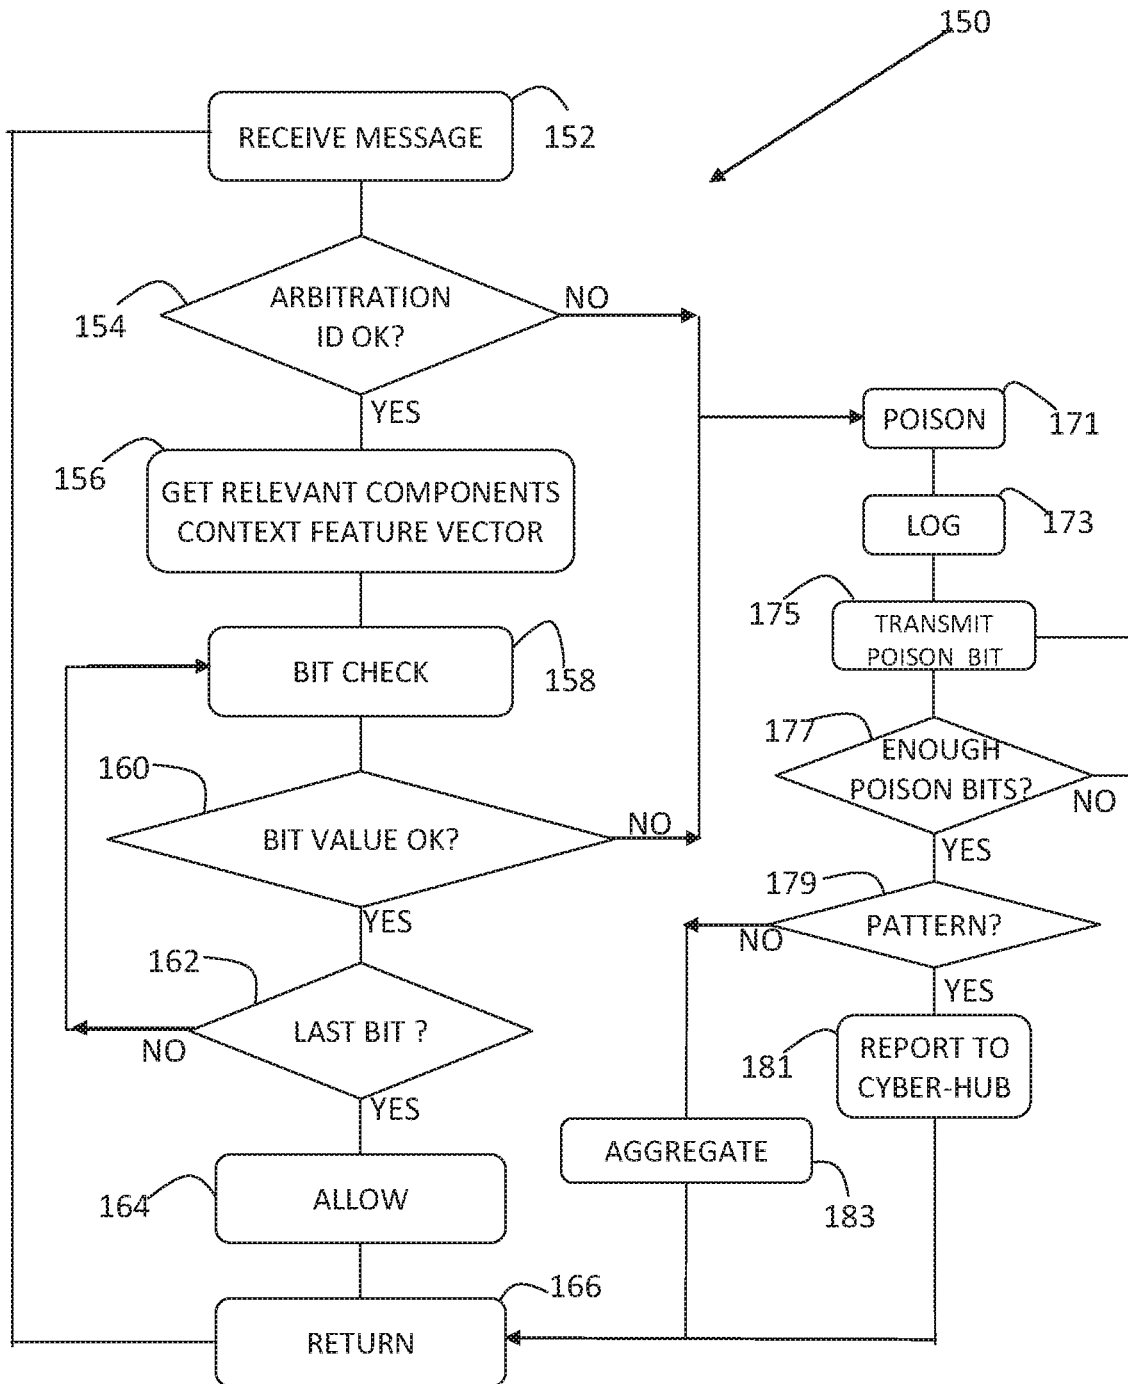 150
RECEIVE MESSAGE
152
ARBITRATION
ID OK?
154
NO
YES
156
GET RELEVANT COMPONENTS
CONTEXT FEATURE VECTOR
BIT CHECK
158
160
BIT VALUE OK?
NO
YES
162
LAST BIT ?
NO
YES
ALLOW
164
166
RETURN
POISON
171
LOG
173
175
TRANSMIT
POISON BIT
177
ENOUGH
POISON BITS?
NO
YES
179
PATTERN?
NO
YES
181
REPORT TO
CYBER-HUB
AGGREGATE
183